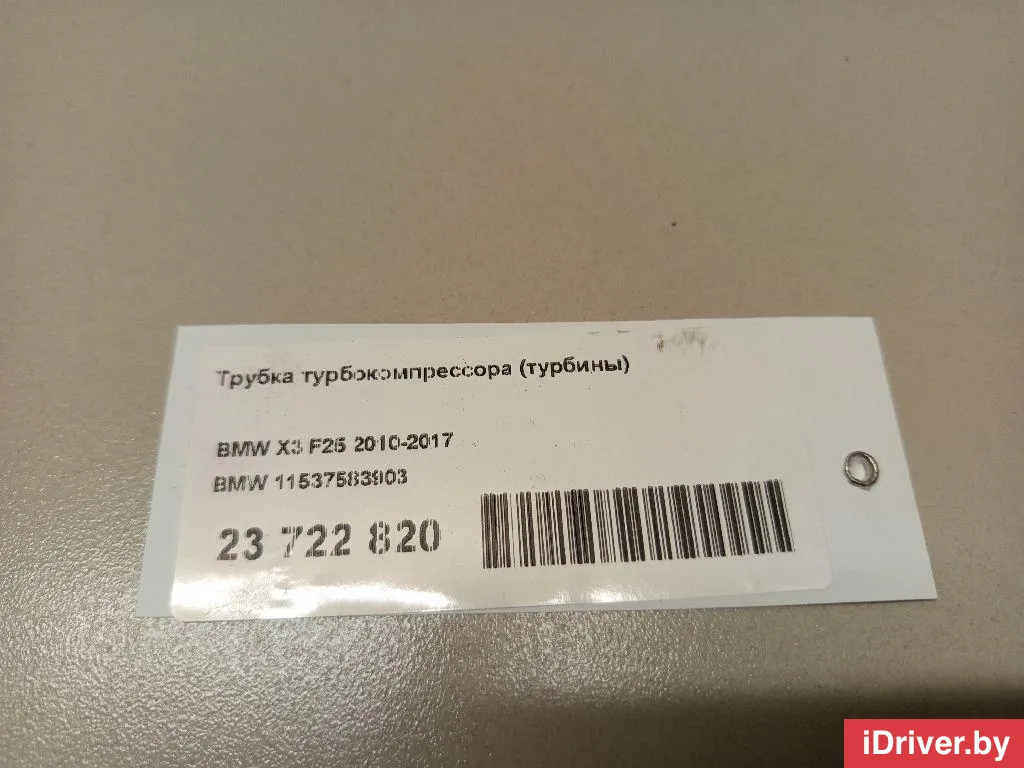 Трубка турбокомпрессора (турбины)
BMW X3 F25 2010-2017
BMW 11537583903
23 722 820
iDriver.by